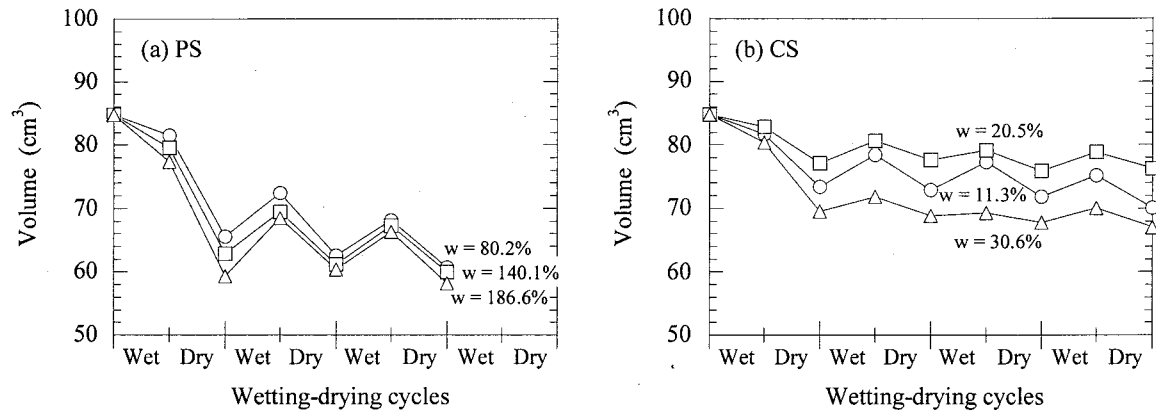 (a) PS
Volume (cm³)
100
90
80
70
60
50
w = 80.2%
w = 140.1%
w = 186.6%
Wet Dry Wet Dry Wet Dry Wet Dry
Wetting-drying cycles
(b) CS
Volume (cm³)
100
90
80
70
60
50
w = 20.5%
w = 11.3%
w = 30.6%
Wet Dry Wet Dry Wet Dry Wet Dry
Wetting-drying cycles